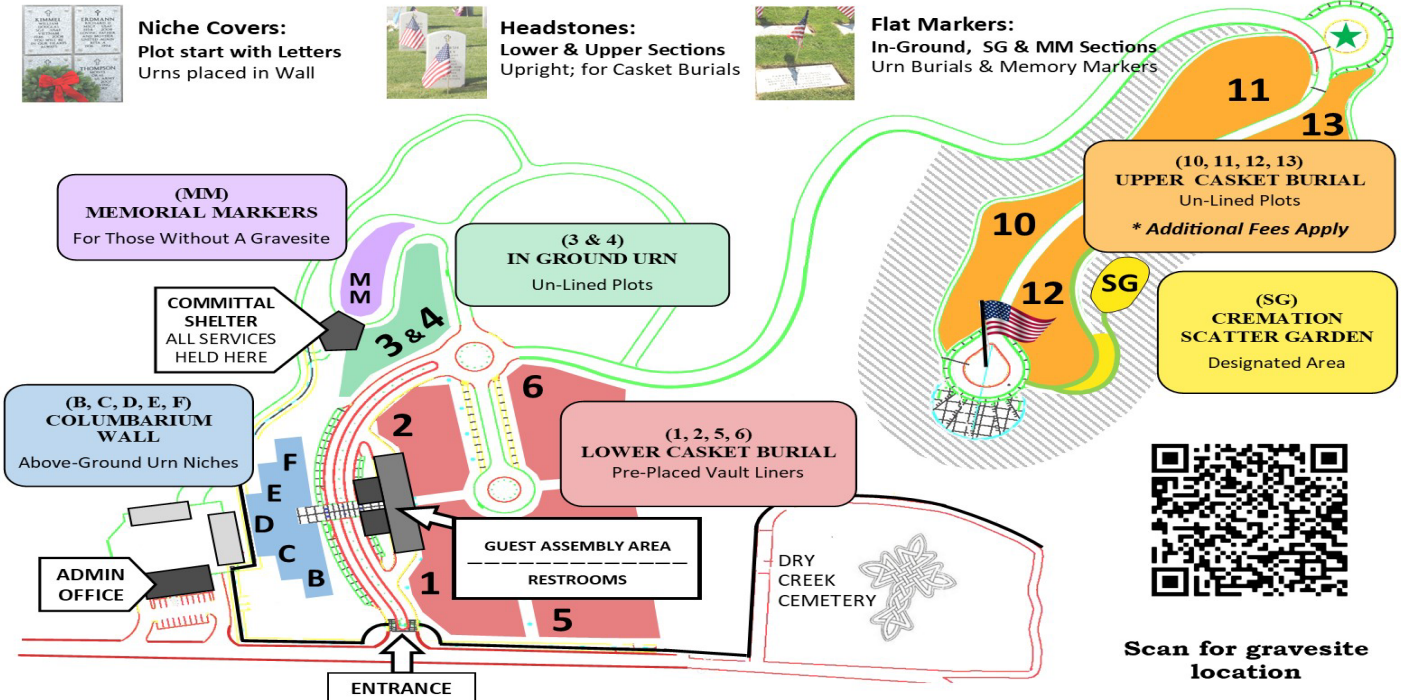 Niche Covers:
Plot start with Letters
Urns placed in Wall
Headstones:
Lower & Upper Sections
Upright; for Casket Burials
Flat Markers:
In-Ground, SG & MM Sections
Urn Burials & Memory Markers
KIMMEL
WILLIAM
ERDMANN
THOMPSON
11
13
(10, 11, 12, 13)
UPPER CASKET BURIAL
Un-Lined Plots
* Additional Fees Apply
(MM)
MEMORIAL MARKERS
For Those Without A Gravesite
(3 & 4)
IN GROUND URN
Un-Lined Plots
10
12
SG
M
M
3 & 4
(SG)
CREMATION
SCATTER GARDEN
Designated Area
COMMITTAL
SHELTER
ALL SERVICES
HELD HERE
(B, C, D, E, F)
COLUMBARIUM
WALL
Above-Ground Urn Niches
6
2
(1, 2, 5, 6)
LOWER CASKET BURIAL
Pre-Placed Vault Liners
F
E
D
C
B
GUEST ASSEMBLY AREA
RESTROOMS
1
5
ADMIN
OFFICE
DRY
CREEK
CEMETERY
ENTRANCE
Scan for gravesite
location